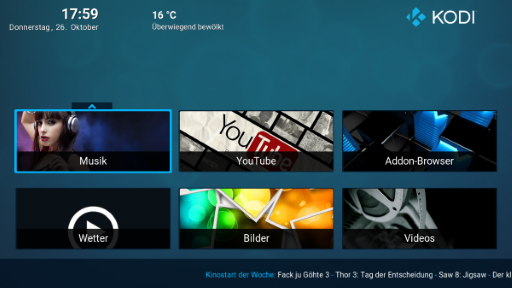 17:59
Donnerstag, 26. Oktober
16 °C
Überwiegend bewölkt
KODI
Musik
YouTube
YouTube
Addon-Browser
Wetter
Bilder
Videos
Kinostart der Woche: Fack ju Göhte 3 - Thor 3: Tag der Entscheidung - Saw 8: Jigsaw - Der kl